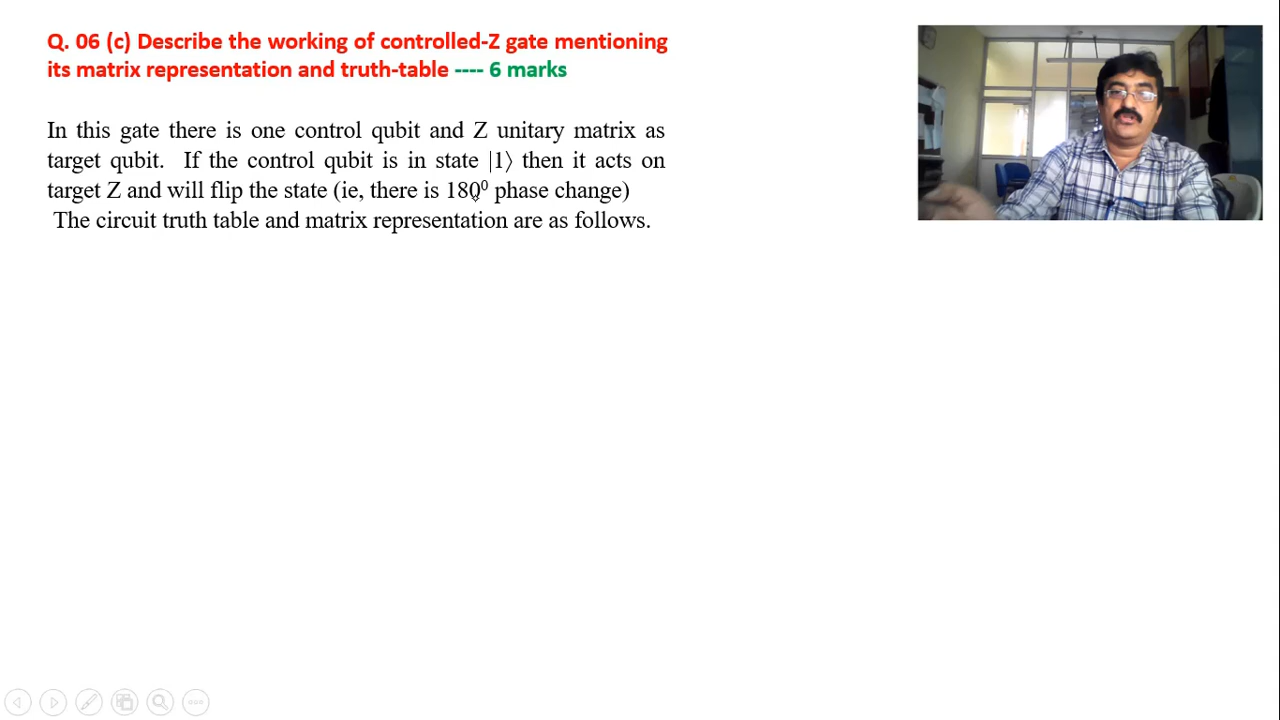 Q. 06 (c) Describe the working of controlled-Z gate mentioning
its matrix representation and truth-table ---- 6 marks
In this gate there is one control qubit and Z unitary matrix as
target qubit. If the control qubit is in state |1⟩ then it acts on
target Z and will flip the state (ie, there is 180⁰ phase change)
The circuit truth table and matrix representation are as follows.